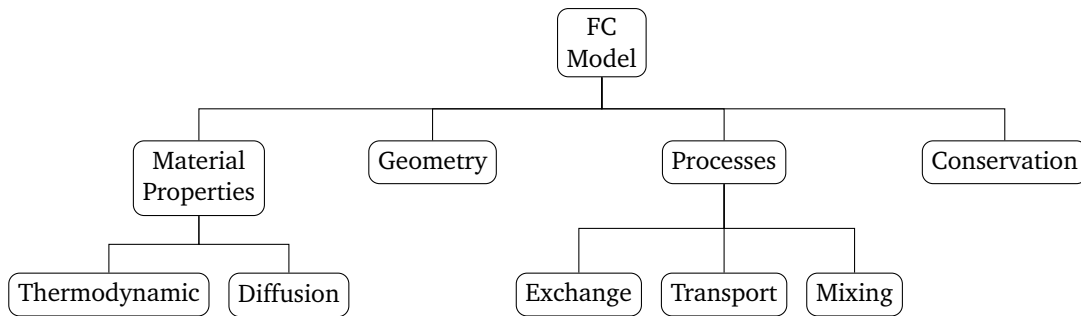 FC
Model
Material
Properties
Geometry
Processes
Conservation
Thermodynamic
Diffusion
Exchange
Transport
Mixing